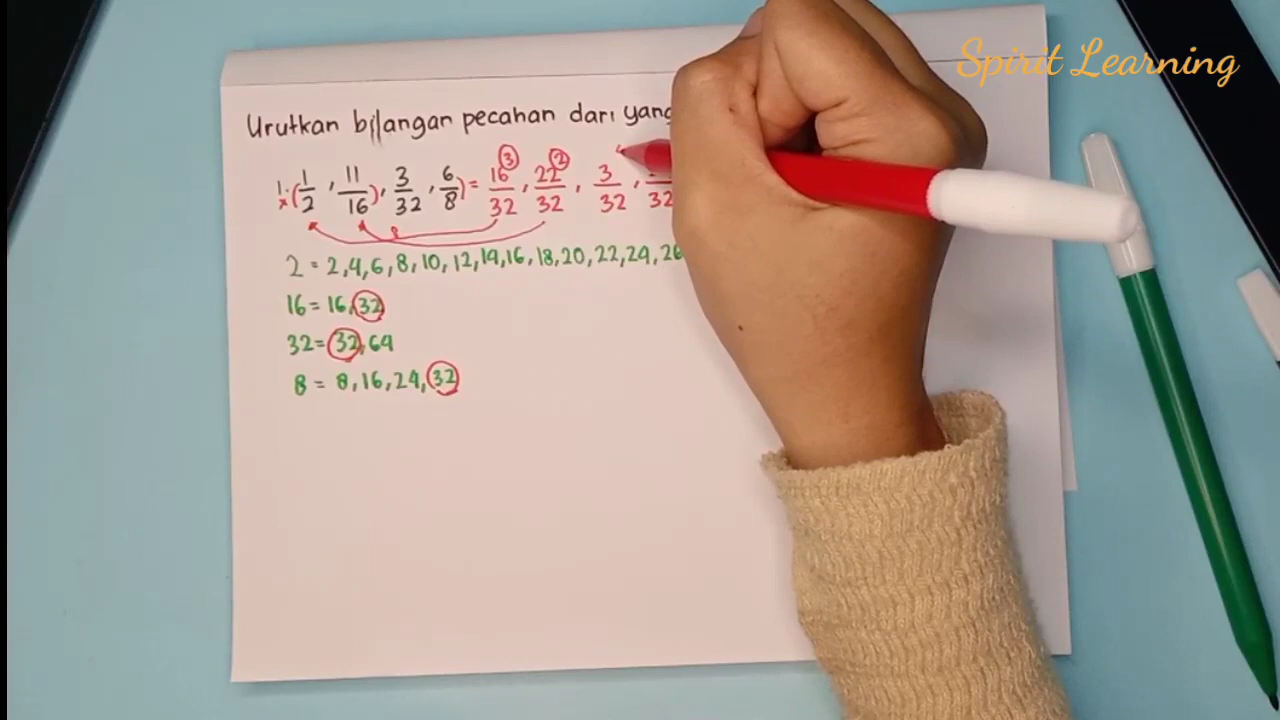 Spirit Learning
Urutkan bilangan pecahan dari yang
1. (1/2, 11/16), 3/32, 6/8) = 16/32 ③, 22/32 ②, 3/32, /32
x
2 = 2,4,6,8,10,12,14,16,18,20,22,24,26
16 = 16,32
32 = 32,64
8 = 8,16,24,32